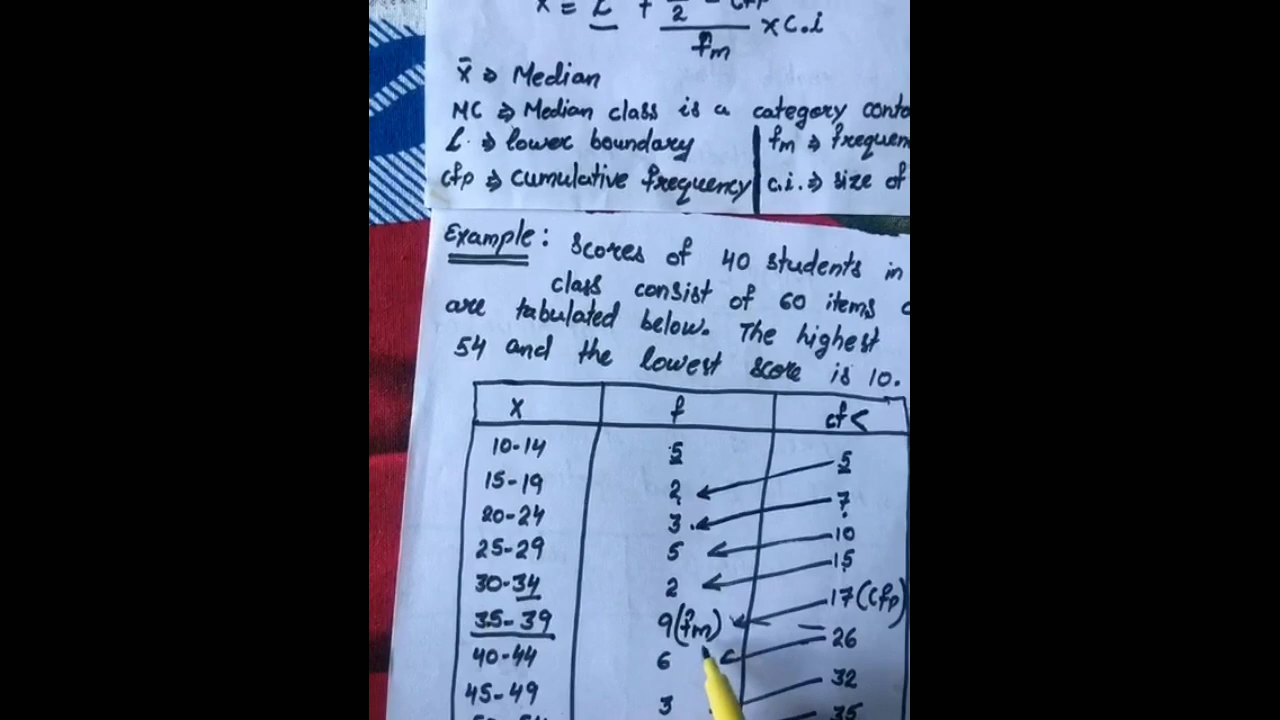 x̄ = L + 2 - cfp
fm × c.i
x̄ ⇒ Median
MC ⇒ Median class is a category
L ⇒ lower boundary
fm ⇒
cfp ⇒ cumulative frequency
c.i. ⇒ size of
Example: Scores of 40 students in
class consist of 60 items
are tabulated below. The highest
54 and the lowest score is 10.
X f cf<
10-14 5 5
15-19 2 7
20-24 3 10
25-29 5 15
30-34 2 17 (cfp)
35-39 9 (fm) 26
40-44 6 32
45-49 3 35